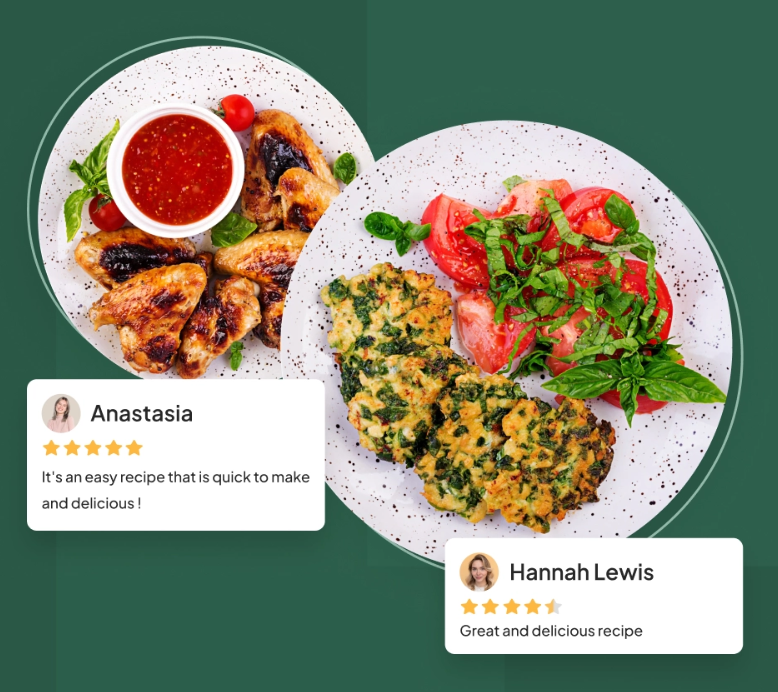 Anastasia
It's an easy recipe that is quick to make
and delicious !
Hannah Lewis
Great and delicious recipe